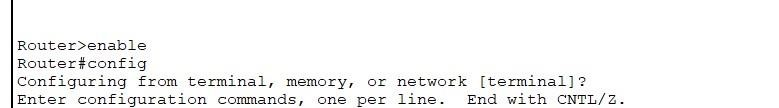 Router>enable
Router#config
Configuring from terminal, memory, or network [terminal]?
Enter configuration commands, one per line.  End with CNTL/Z.